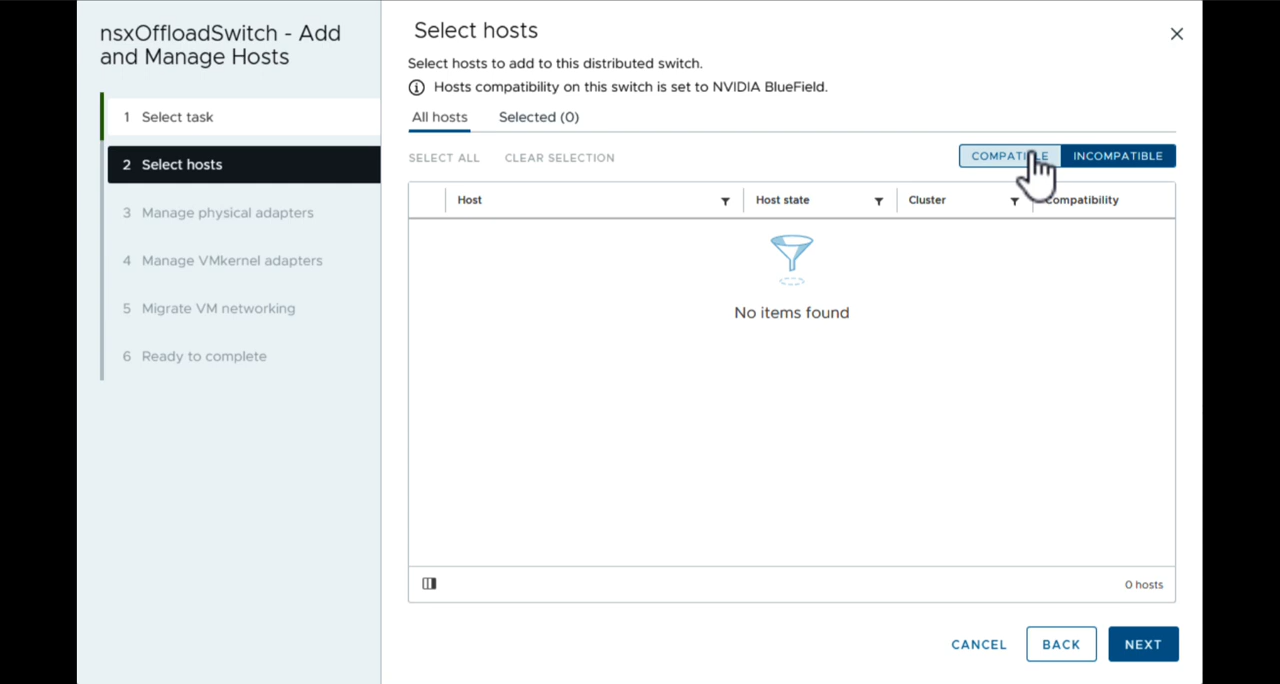 nsxOffloadSwitch - Add
and Manage Hosts
1 Select task
2 Select hosts
3 Manage physical adapters
4 Manage VMkernel adapters
5 Migrate VM networking
6 Ready to complete
Select hosts
Select hosts to add to this distributed switch.
Hosts compatibility on this switch is set to NVIDIA BlueField.
All hosts Selected (0)
SELECT ALL CLEAR SELECTION COMPATIBLE INCOMPATIBLE
Host Host state Cluster Compatibility
No items found
0 hosts
CANCEL BACK NEXT